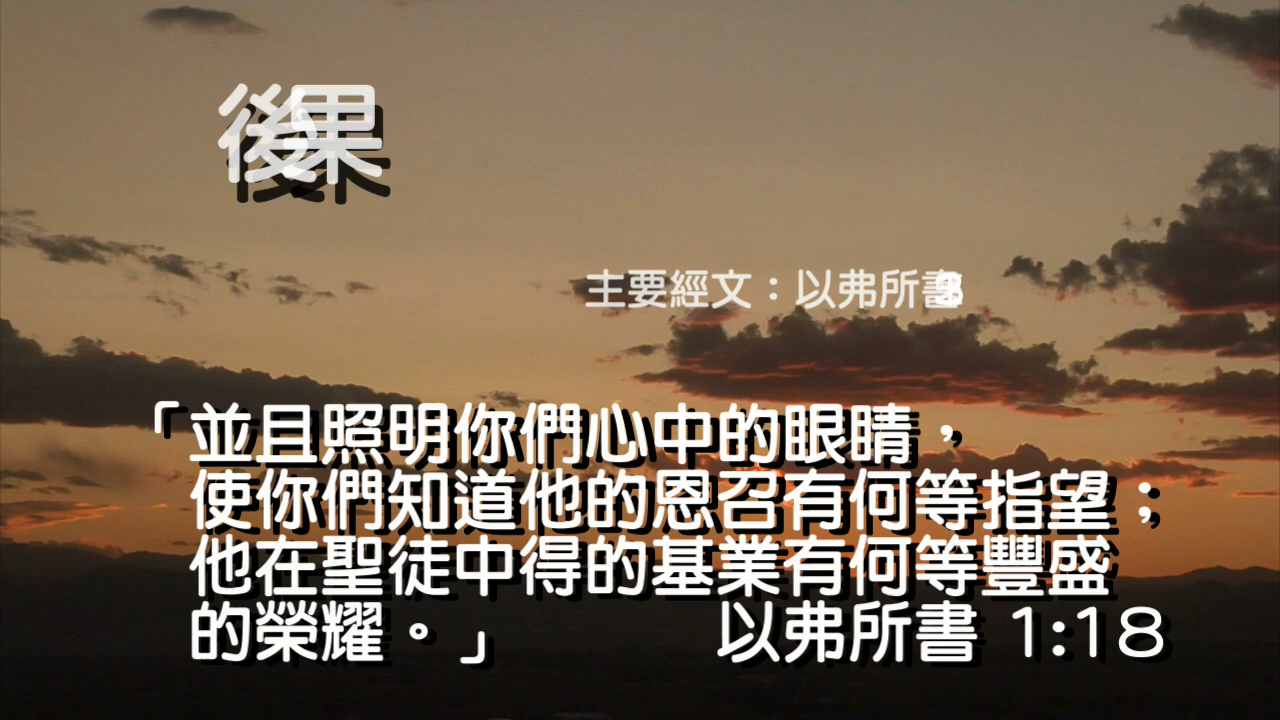 後果
主要經文：以弗所書
「並且照明你們心中的眼睛，
使你們知道他的恩召有何等指望；
他在聖徒中得的基業有何等豐盛
的榮耀。」 以弗所書 1:18